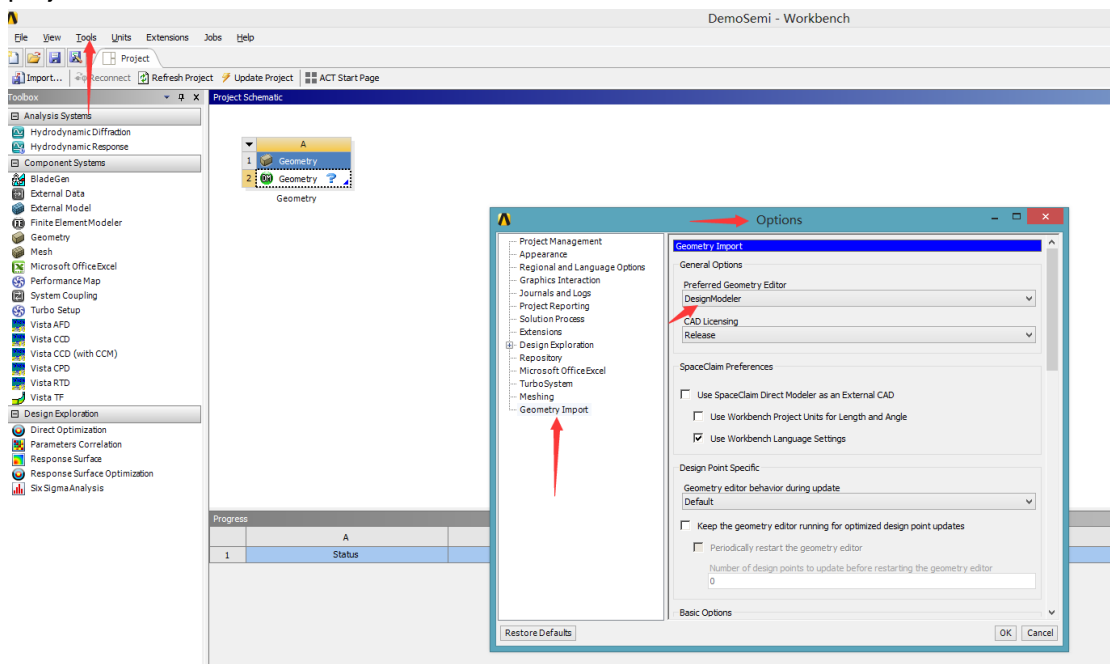 DemoSemi - Workbench
File View Tools Units Extensions Jobs Help
Project
Import... Reconnect Refresh Project Update Project ACT Start Page
Toolbox
Project Schematic
Analysis Systems
Hydrodynamic Diffraction
Hydrodynamic Response
Component Systems
BladeGen
External Data
External Model
Finite Element Modeler
Geometry
Mesh
Microsoft Office Excel
Performance Map
System Coupling
Turbo Setup
Vista AFD
Vista CCD
Vista CCD (with CCM)
Vista CPD
Vista RTD
Vista TF
Design Exploration
Direct Optimization
Parameters Correlation
Response Surface
Response Surface Optimization
Six Sigma Analysis
A
1 Geometry
2 Geometry ?
Geometry
Progress
A
1 Status
Options
Project Management
Appearance
Regional and Language Options
Graphics Interaction
Journals and Logs
Project Reporting
Solution Process
Extensions
Design Exploration
Repository
Microsoft Office Excel
TurboSystem
Meshing
Geometry Import
Geometry Import
General Options
Preferred Geometry Editor
DesignModeler
CAD Licensing
Release
SpaceClaim Preferences
Use SpaceClaim Direct Modeler as an External CAD
Use Workbench Project Units for Length and Angle
Use Workbench Language Settings
Design Point Specific
Geometry editor behavior during update
Default
Keep the geometry editor running for optimized design point updates
Periodically restart the geometry editor
Number of design points to update before restarting the geometry editor
0
Basic Options
Restore Defaults
OK Cancel